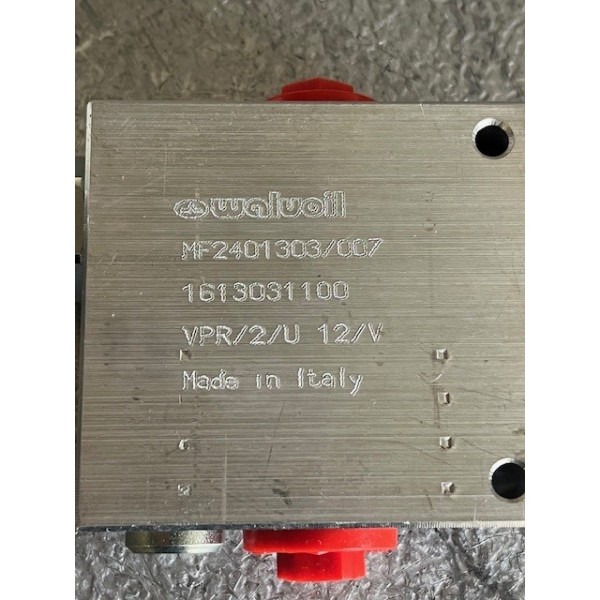 walvoil
MF2401303/007
1613031100
VPR/2/U 12/V
Made in Italy